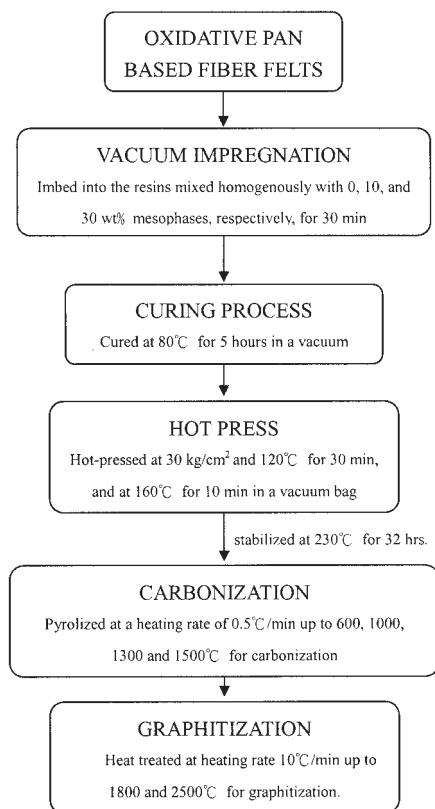 OXIDATIVE PAN
BASED FIBER FELTS
VACUUM IMPREGNATION
Imbed into the resins mixed homogenously with 0, 10, and
30 wt% mesophases, respectively, for 30 min
CURING PROCESS
Cured at 80℃ for 5 hours in a vacuum
HOT PRESS
Hot-pressed at 30 kg/cm² and 120℃ for 30 min,
and at 160℃ for 10 min in a vacuum bag
stabilized at 230℃ for 32 hrs.
CARBONIZATION
Pyrolized at a heating rate of 0.5℃/min up to 600, 1000,
1300 and 1500℃ for carbonization
GRAPHITIZATION
Heat treated at heating rate 10℃/min up to
1800 and 2500℃ for graphitization.